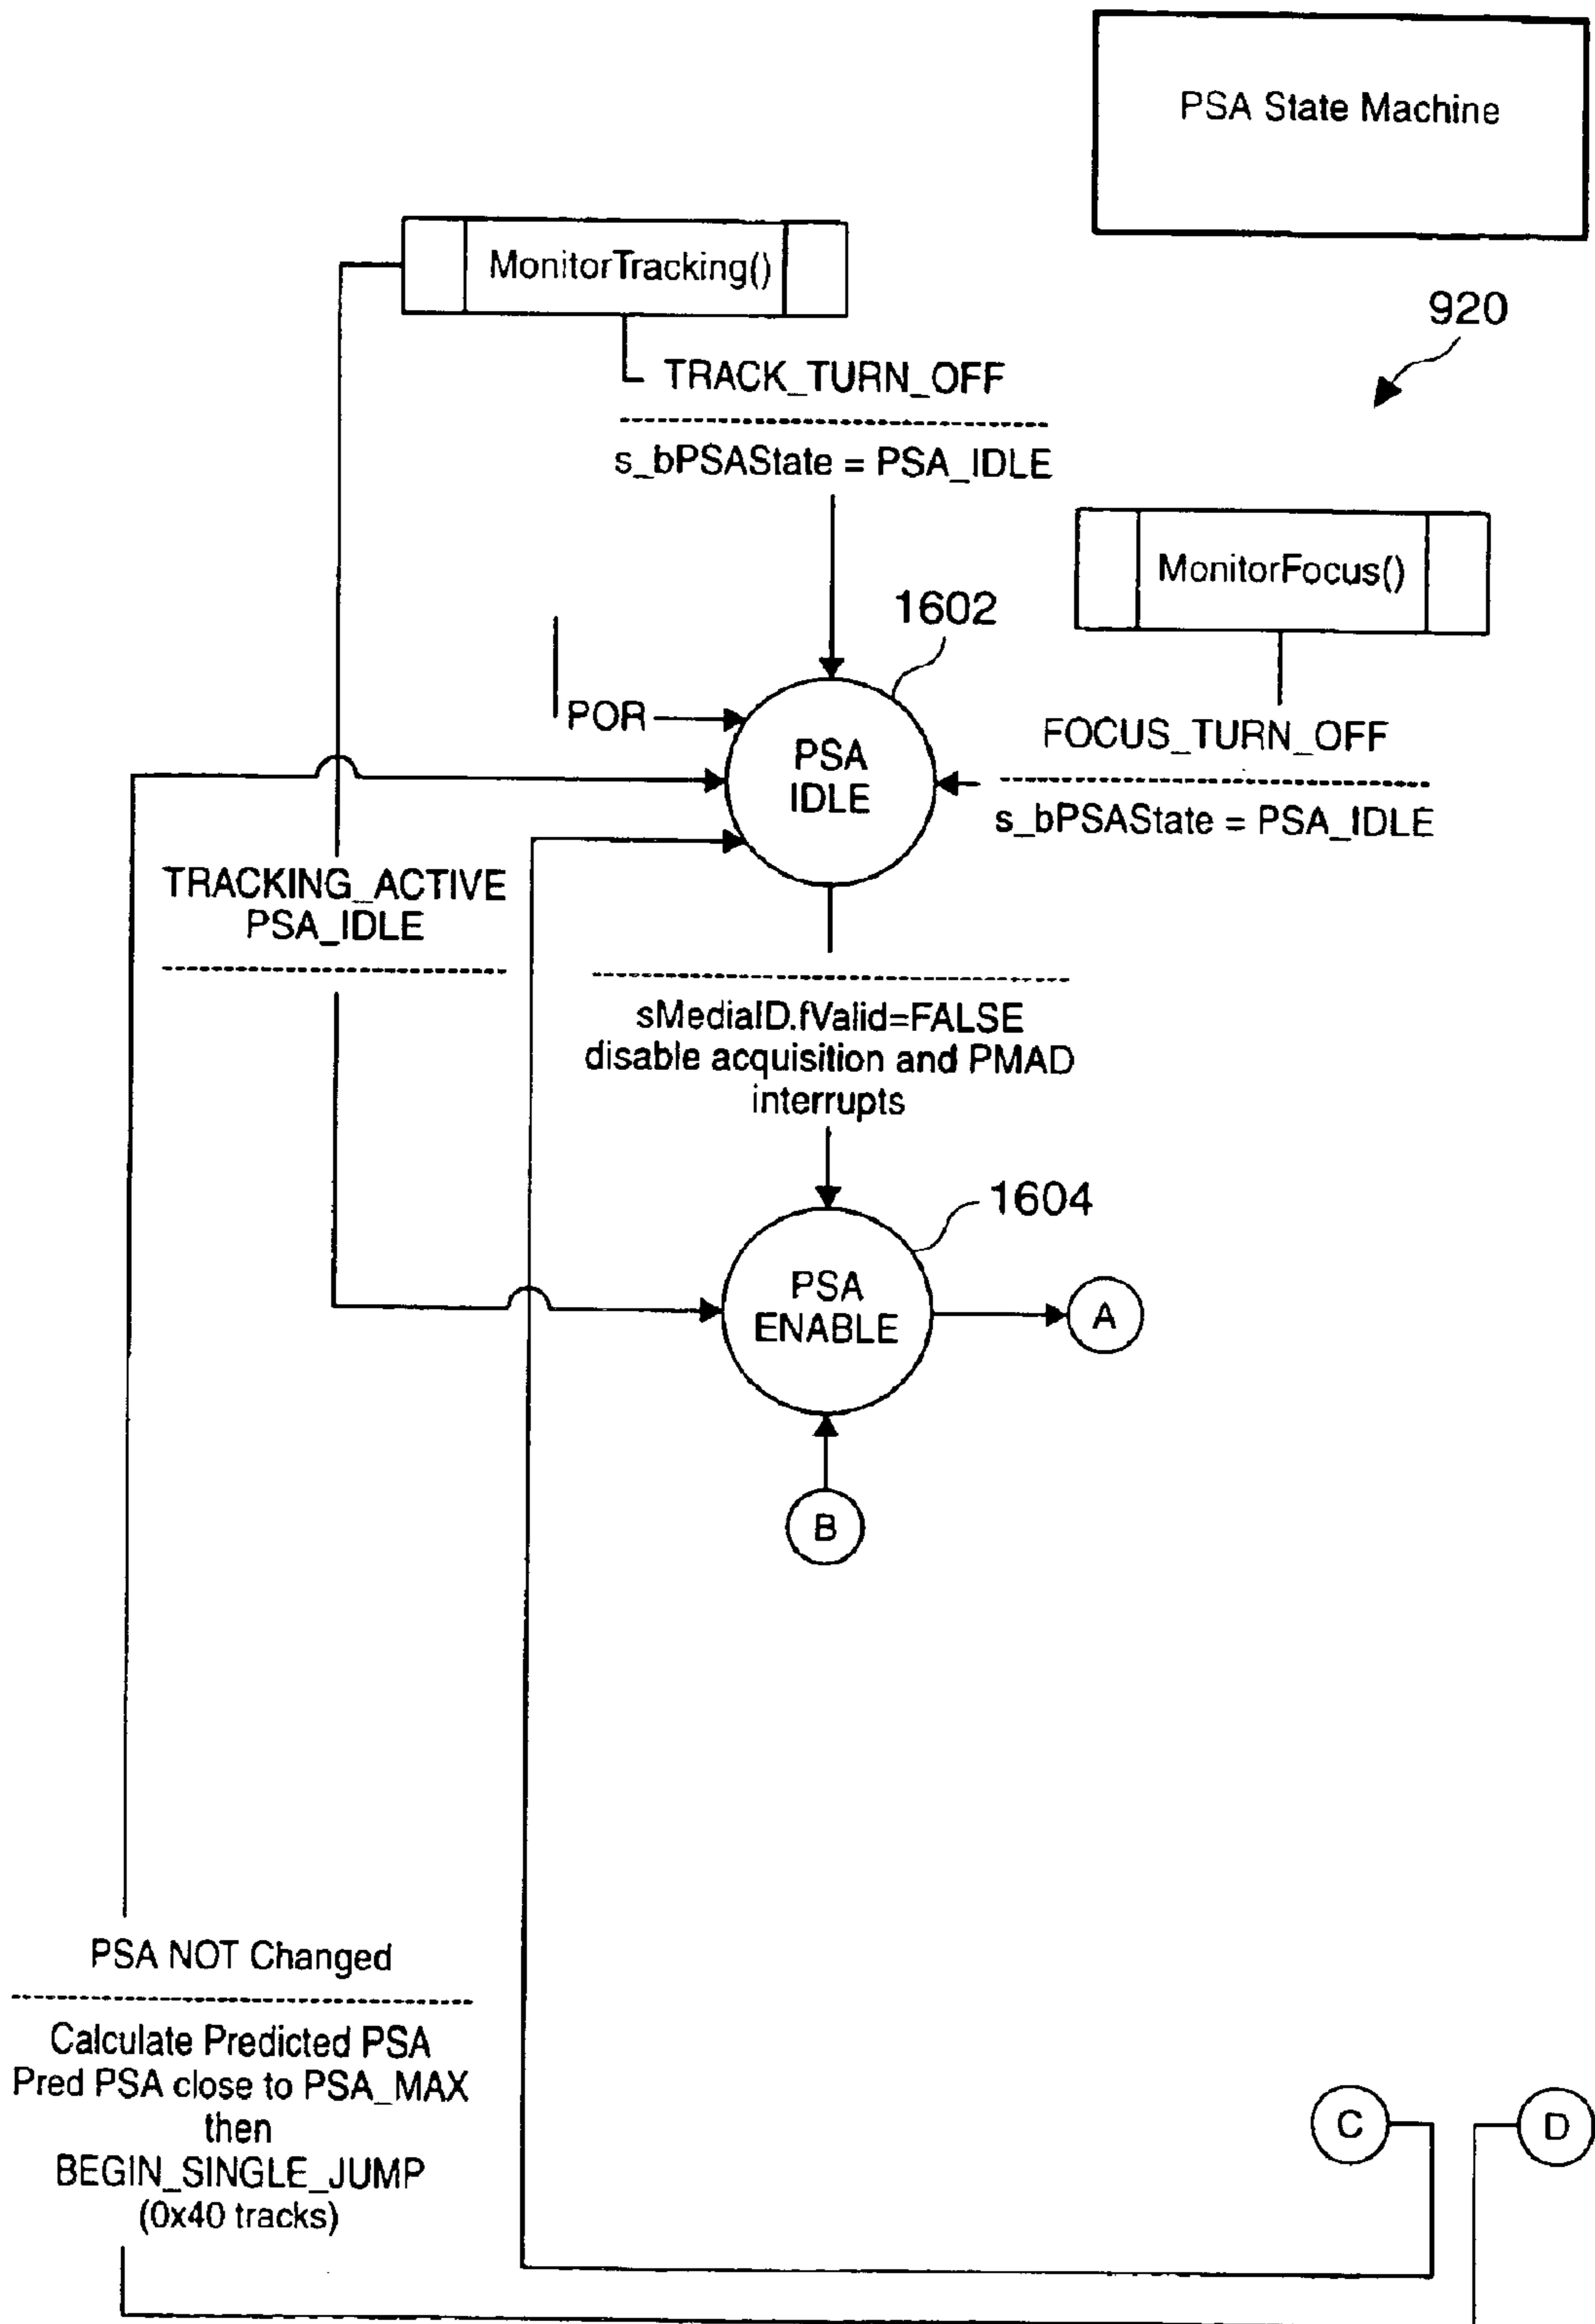 PSA State Machine
MonitorTracking()
920
TRACK_TURN_OFF
s_bPSAState = PSA_IDLE
MonitorFocus()
1602
POR
PSA
IDLE
FOCUS_TURN_OFF
s_bPSAState = PSA_IDLE
TRACKING_ACTIVE
PSA_IDLE
sMediaID.fValid=FALSE
disable acquisition and PMAD
interrupts
1604
PSA
ENABLE
A
B
PSA NOT Changed
Calculate Predicted PSA
Pred PSA close to PSA_MAX
then
BEGIN_SINGLE_JUMP
(0x40 tracks)
C
D